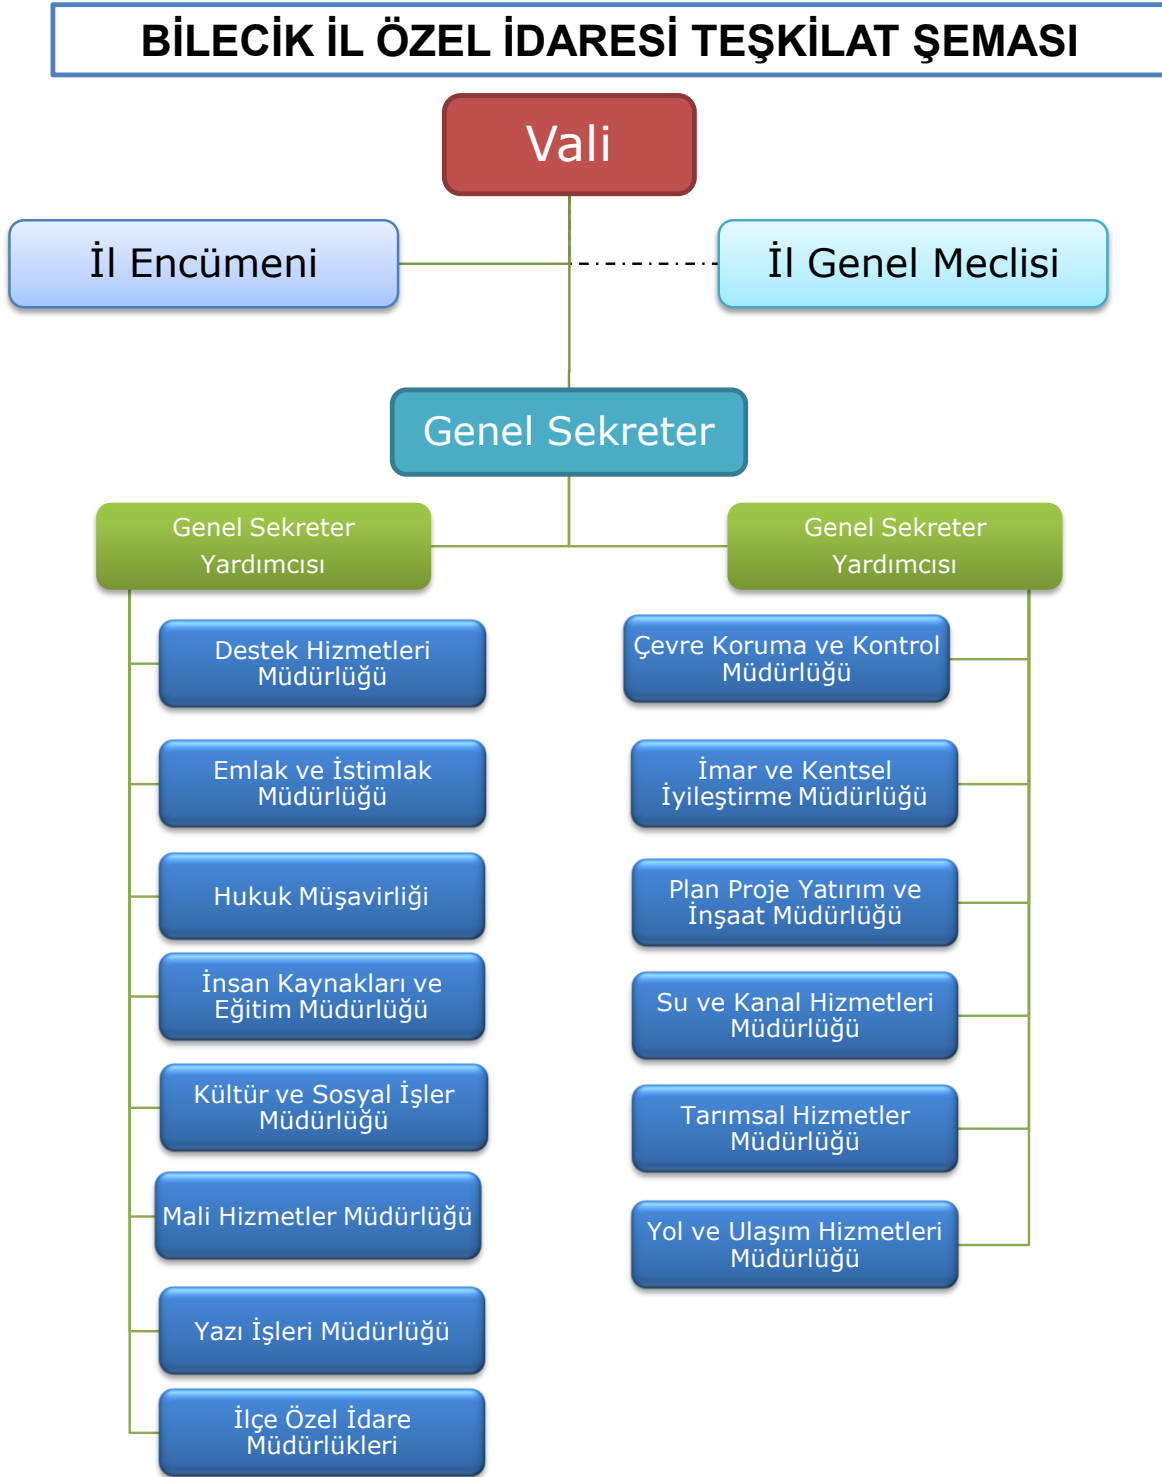 BİLECİK İL ÖZEL İDARESİ TEŞKİLAT ŞEMASI
Vali
İl Encümeni
İl Genel Meclisi
Genel Sekreter
Genel Sekreter
Yardımcısı
Destek Hizmetleri
Müdürlüğü
Emlak ve İstimlak
Müdürlüğü
Hukuk Müşavirliği
İnsan Kaynakları ve
Eğitim Müdürlüğü
Kültür ve Sosyal İşler
Müdürlüğü
Mali Hizmetler Müdürlüğü
Yazı İşleri Müdürlüğü
İlçe Özel İdare
Müdürlükleri
Genel Sekreter
Yardımcısı
Çevre Koruma ve Kontrol
Müdürlüğü
İmar ve Kentsel
İyileştirme Müdürlüğü
Plan Proje Yatırım ve
İnşaat Müdürlüğü
Su ve Kanal Hizmetleri
Müdürlüğü
Tarımsal Hizmetler
Müdürlüğü
Yol ve Ulaşım Hizmetleri
Müdürlüğü